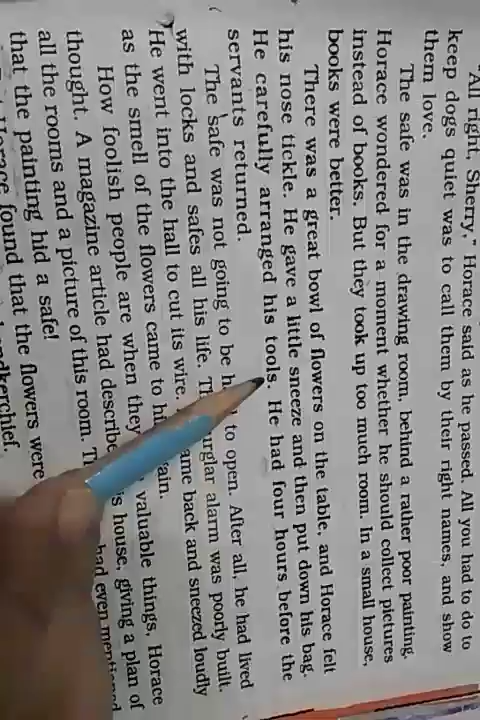 "All right, Sherry," Horace said as he passed. All you had to do to
keep dogs quiet was to call them by their right names, and show
them love.
The safe was in the drawing room, behind a rather poor painting.
Horace wondered for a moment whether he should collect pictures
instead of books. But they took up too much room. In a small house,
books were better.
There was a great bowl of flowers on the table, and Horace felt
his nose tickle. He gave a little sneeze and then put down his bag.
He carefully arranged his tools. He had four hours before the
servants returned.
The safe was not going to be to open. After all, he had lived
with locks and safes all his life. burglar alarm was poorly built.
He went into the hall to cut its wire. came back and sneezed loudly
as the smell of the flowers came to
How foolish people are when they valuable things, Horace
thought. A magazine article had house, giving a plan of
all the rooms and a picture of this room. had even
that the painting hid a safe!
Horace found that the flowers were